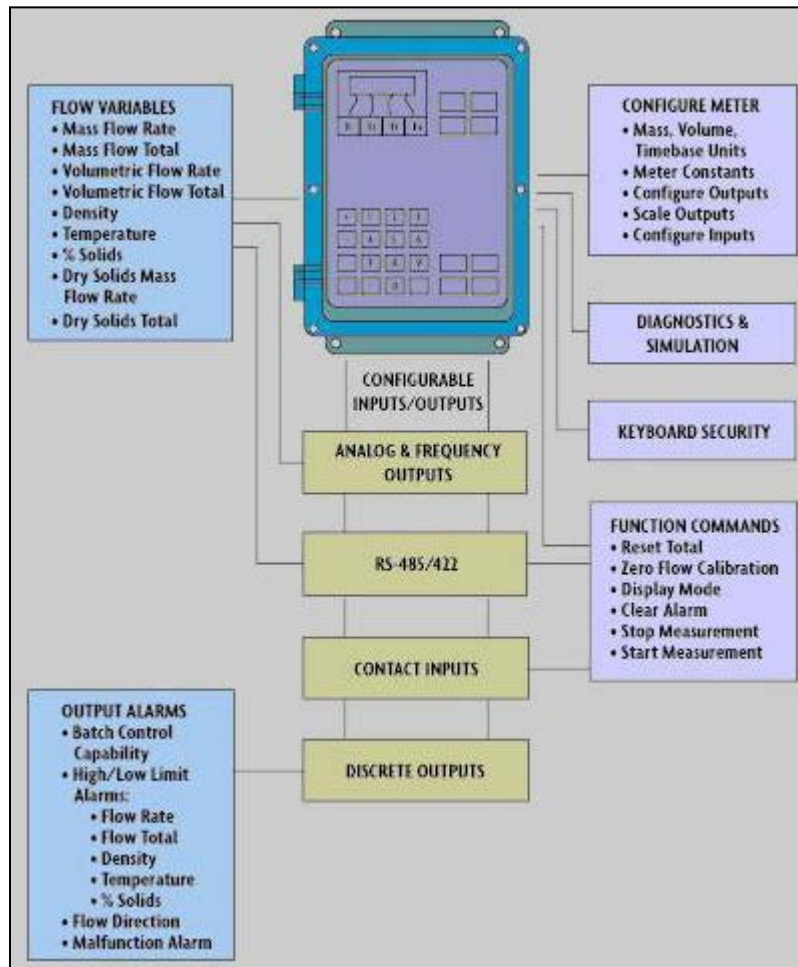 FLOW VARIABLES
• Mass Flow Rate
• Mass Flow Total
• Volumetric Flow Rate
• Volumetric Flow Total
• Density
• Temperature
• % Solids
• Dry Solids Mass
Flow Rate
• Dry Solids Total
CONFIGURE METER
• Mass, Volume,
Timebase Units
• Meter Constants
• Configure Outputs
• Scale Outputs
• Configure Inputs
DIAGNOSTICS &
SIMULATION
KEYBOARD SECURITY
CONFIGURABLE
INPUTS/OUTPUTS
ANALOG & FREQUENCY
OUTPUTS
RS-485/422
CONTACT INPUTS
DISCRETE OUTPUTS
FUNCTION COMMANDS
• Reset Total
• Zero Flow Calibration
• Display Mode
• Clear Alarm
• Stop Measurement
• Start Measurement
OUTPUT ALARMS
• Batch Control
Capability
• High/Low Limit
Alarms:
• Flow Rate
• Flow Total
• Density
• Temperature
• % Solids
• Flow Direction
• Malfunction Alarm